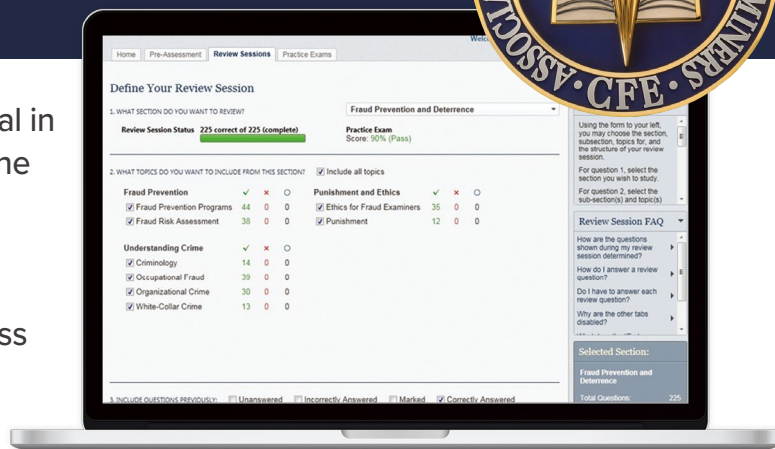 al in
ne
ss
ASSOCI
MINERS
• CFE •
Welc
Home Pre-Assessment Review Sessions Practice Exams
Define Your Review Session
1. WHAT SECTION DO YOU WANT TO REVIEW? Fraud Prevention and Deterrence
Review Session Status 225 correct of 225 (complete) Practice Exam
Score: 90% (Pass)
2. WHAT TOPICS DO YOU WANT TO INCLUDE FROM THIS SECTION? Include all topics
Fraud Prevention ✓ × ○
Fraud Prevention Programs 44 0 0
Fraud Risk Assessment 38 0 0
Punishment and Ethics ✓ × ○
Ethics for Fraud Examiners 35 0 0
Punishment 12 0 0
Understanding Crime ✓ × ○
Criminology 14 0 0
Occupational Fraud 39 0 0
Organizational Crime 30 0 0
White-Collar Crime 13 0 0
3. INCLUDE QUESTIONS PREVIOUSLY: Unanswered Incorrectly Answered Marked Correctly Answered
Using the form to your left,
you may choose the section,
subsection, topics for, and
the structure of your review
session.
For question 1, select the
section you wish to study.
For question 2, select the
sub-section(s) and topic(s)
Review Session FAQ
How are the questions
shown during my review
session determined?
How do I answer a review
question?
Do I have to answer each
review question?
Why are the other tabs
disabled?
Selected Section:
Fraud Prevention and
Deterrence
Total Questions: 225